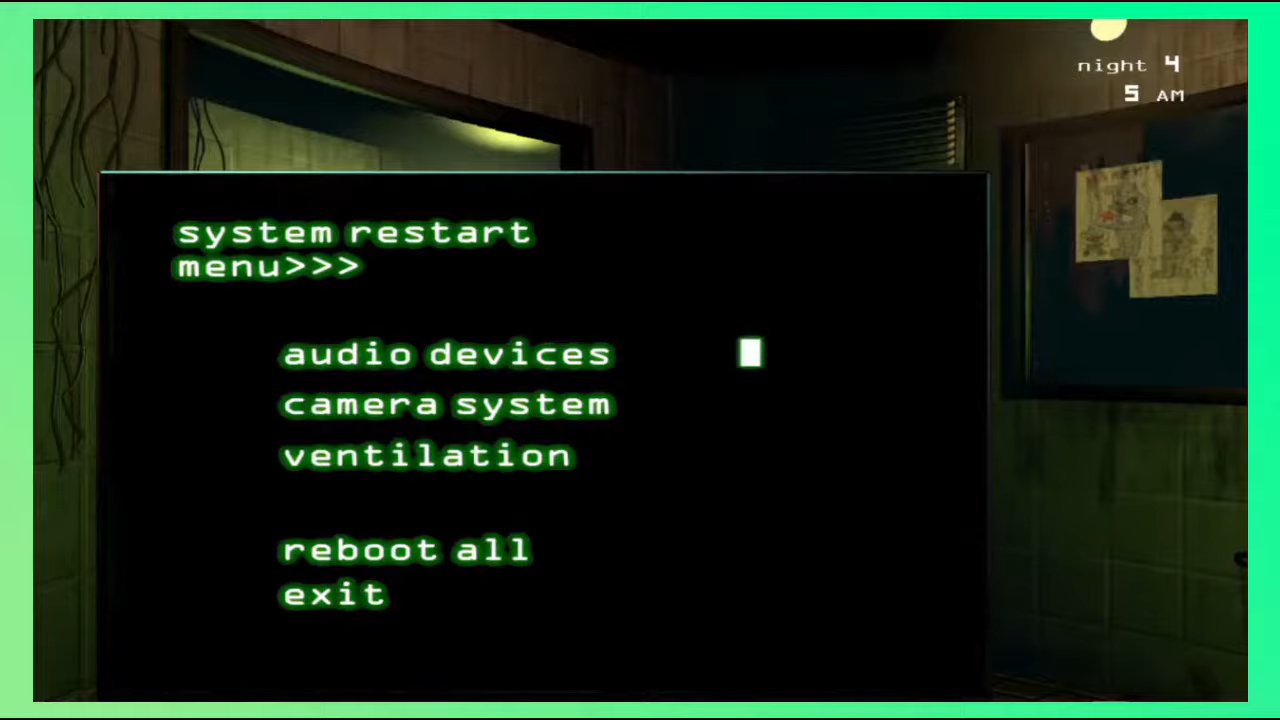 night 4
5 AM
system restart
menu>>>
audio devices
camera system
ventilation
reboot all
exit